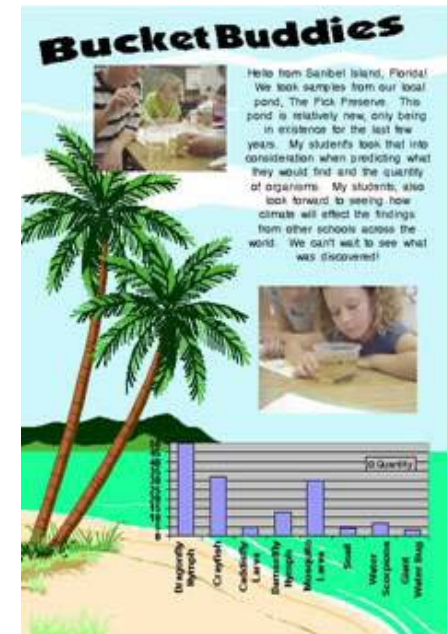 Bucket Buddies
Hello from Sanibel Island, Florida!
We took samples from our local
pond, The Pick Preserve. This
pond is relatively new, only being
in existence for the last few
years. My students took that into
consideration when predicting what
they would find and the quantity
of organisms. My students, also
look forward to seeing how
climate will effect the findings
from other schools across the
world. We can't wait to see what
was discovered!
Quantity
Dragonfly
Nymph
Crayfish
Caddisfly
Larva
Damselfly
Nymph
Mosquito
Larva
Snail
Water
Scorpions
Giant
Water Bug